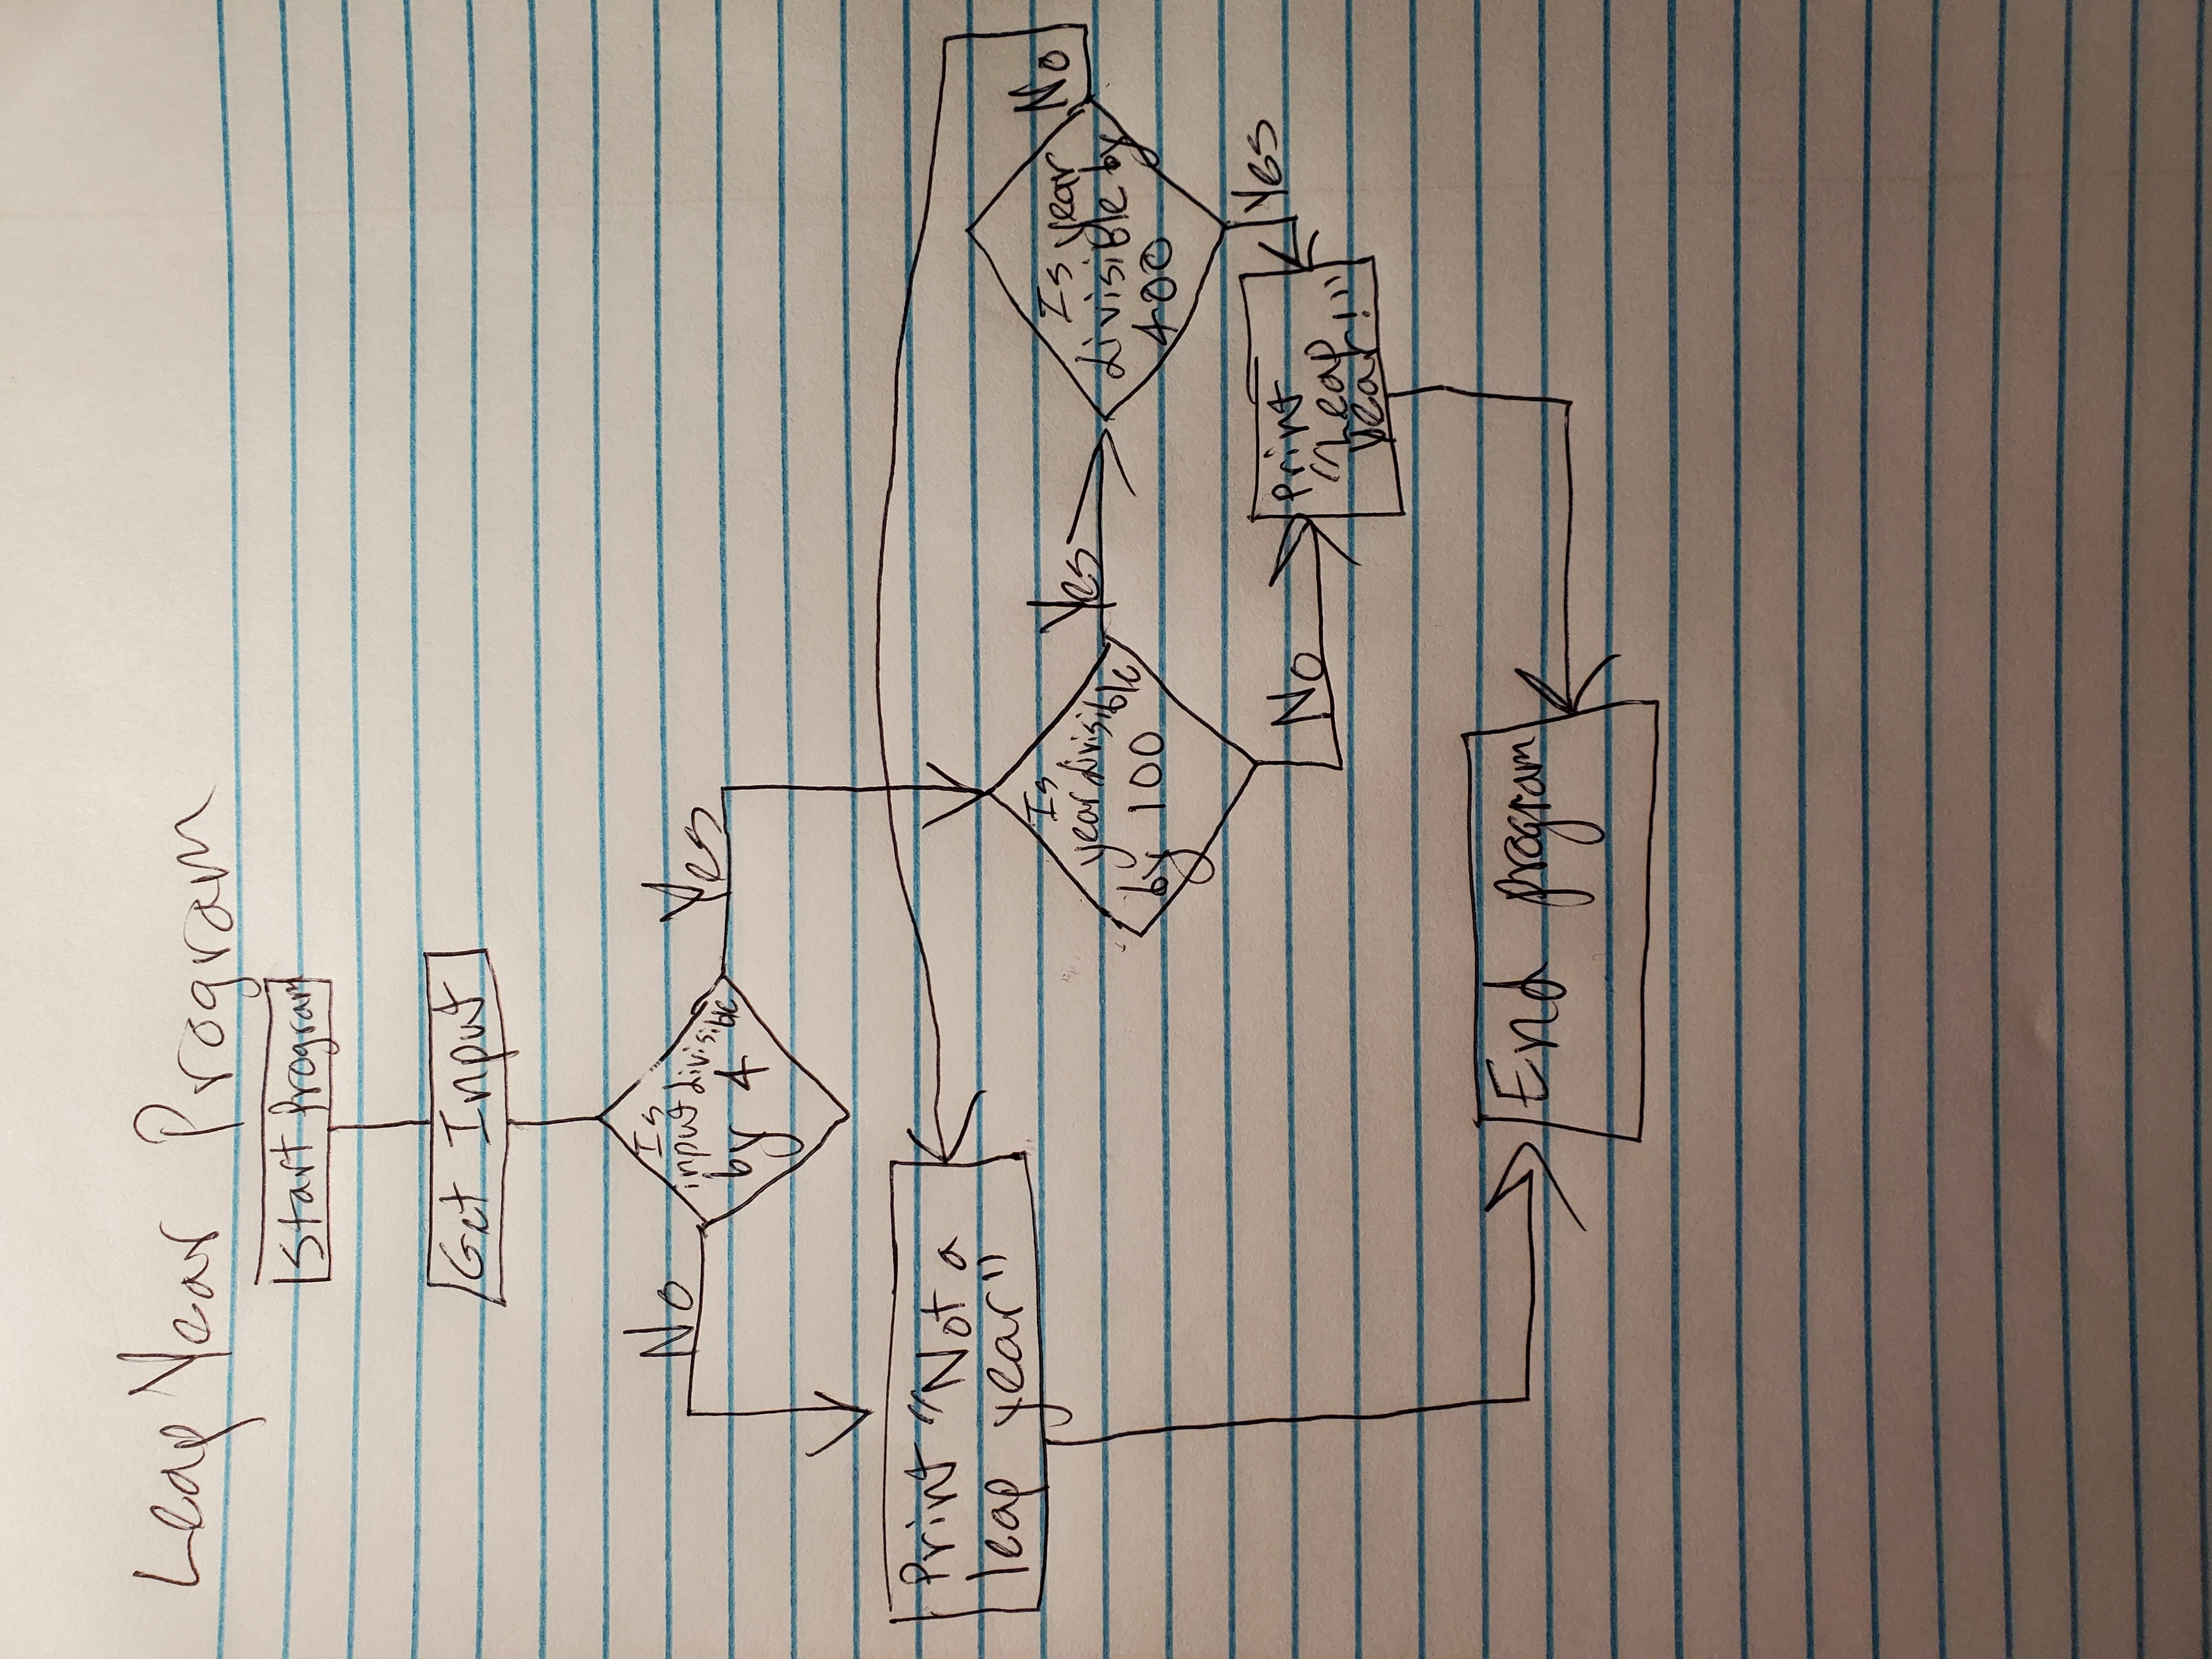 Leap Year Program
Start Program
Get Input
Is
input divisible
by 4
No
Yes
Print "Not a
leap year"
Is
year divisible
by 100
Yes
Is year
divisible by
400
No
No
Yes
Print
"Leap
Year!"
End program